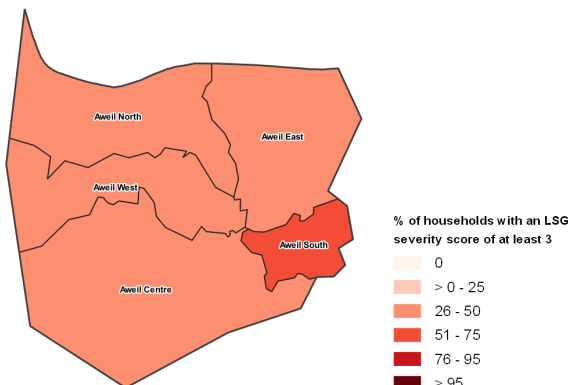 Aweil North
Aweil East
Aweil West
Aweil South
Aweil Centre
% of households with an LSG
severity score of at least 3
0
> 0 - 25
26 - 50
51 - 75
76 - 95
> 95